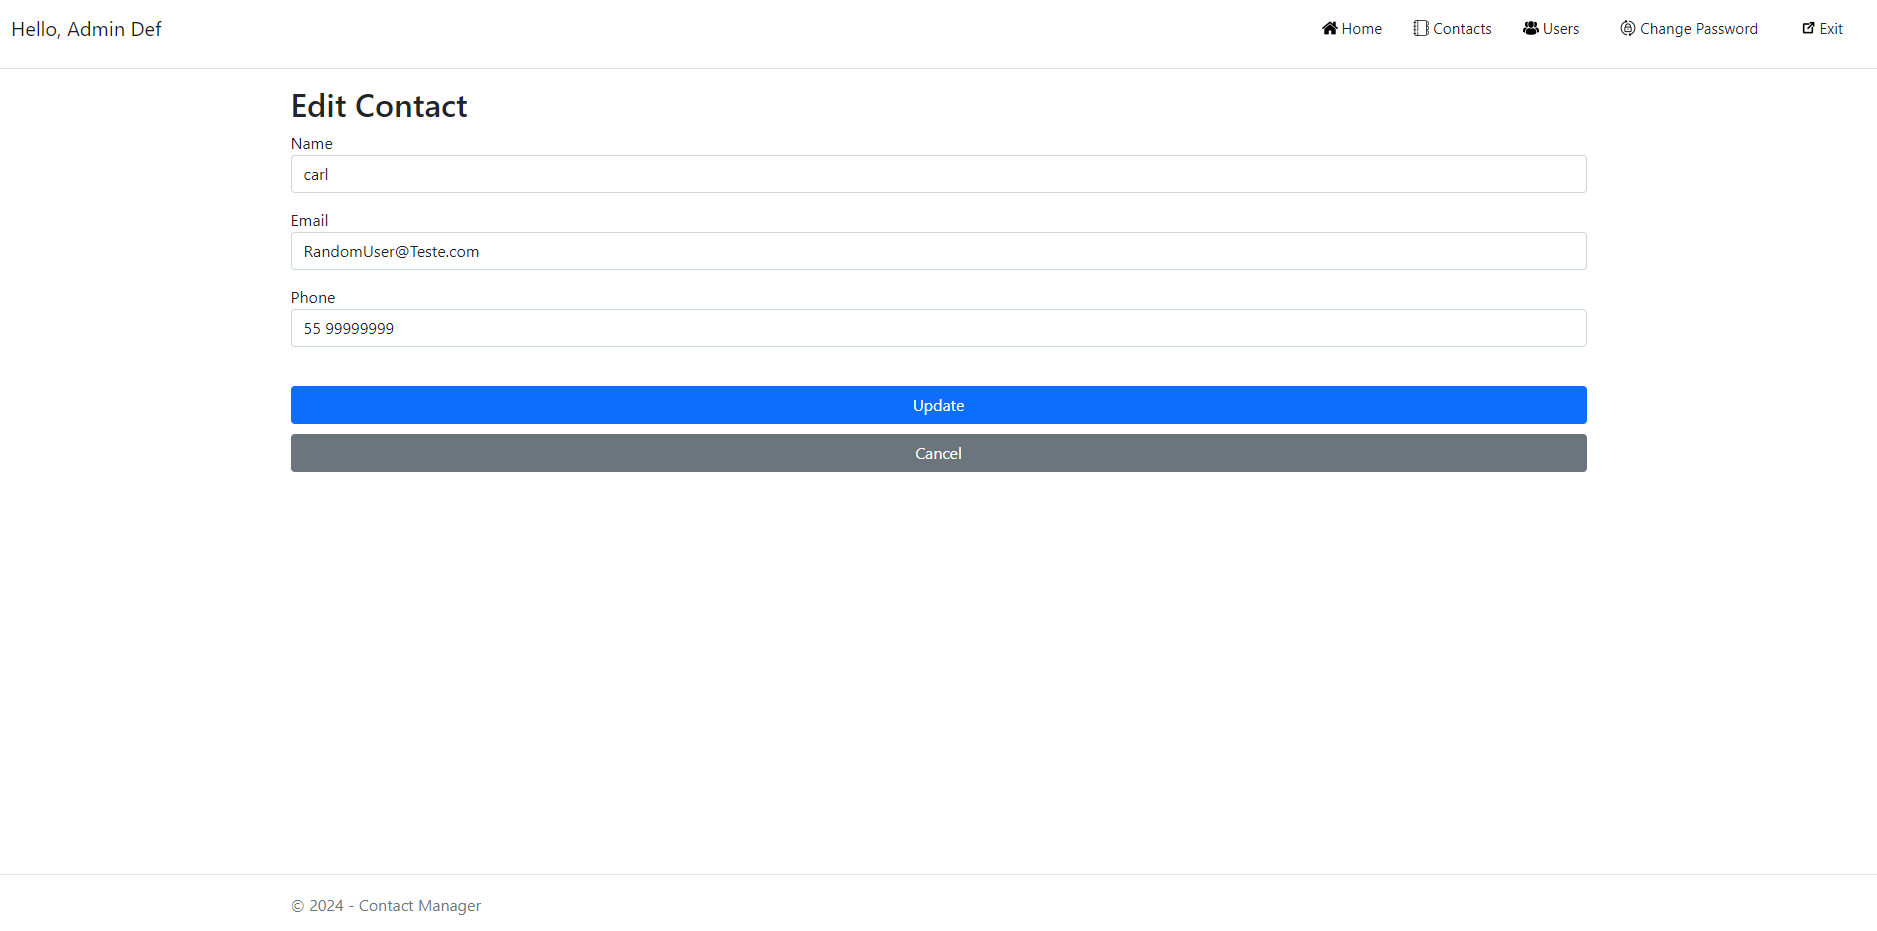 Hello, Admin Def
Home Contacts Users Change Password Exit
Edit Contact
Name
carl
Email
RandomUser@Teste.com
Phone
55 99999999
Update
Cancel
© 2024 - Contact Manager